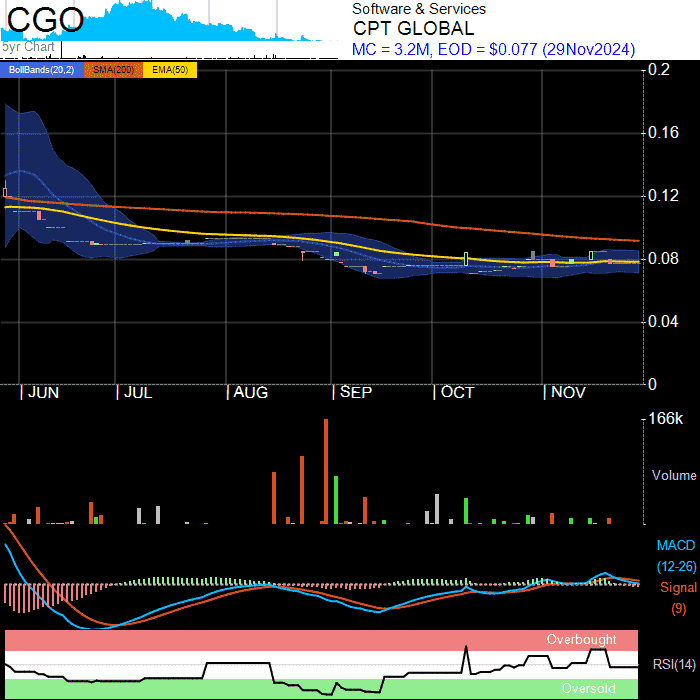 CGO
5yr Chart
Software & Services
CPT GLOBAL
MC = 3.2M, EOD = $0.077 (29Nov2024)
BollBands(20,2) SMA(200) EMA(50)
0.2
0.16
0.12
0.08
0.04
0
JUN JUL AUG SEP OCT NOV
166k
Volume
MACD
(12-26)
Signal
(9)
Overbought
RSI(14)
Oversold